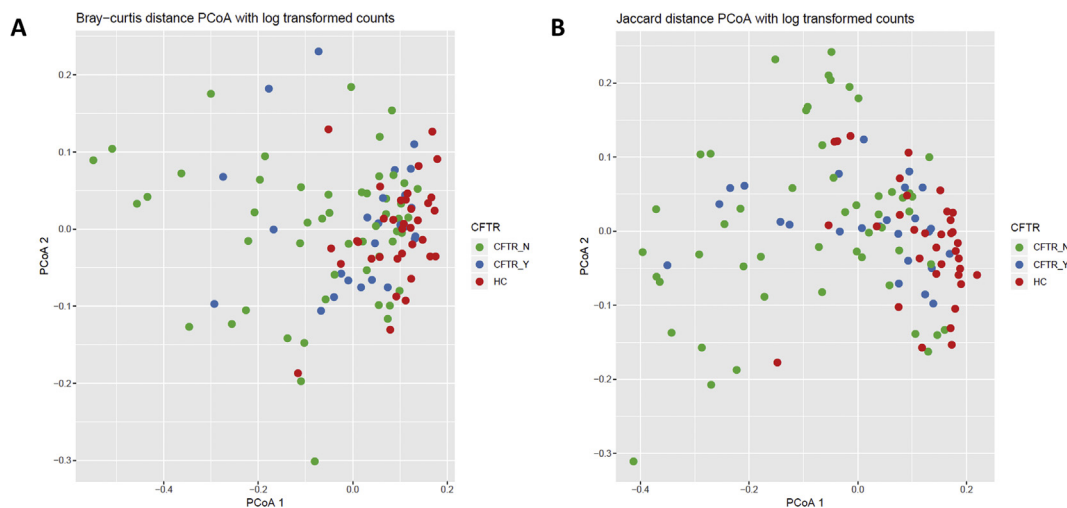 A
Bray-curtis distance PCoA with log transformed counts
0.2
0.1
0.0
−0.1
−0.2
−0.3
PCoA 2
−0.4
−0.2
0.0
0.2
PCoA 1
CFTR
CFTR_N
CFTR_Y
HC
B
Jaccard distance PCoA with log transformed counts
0.2
0.1
0.0
−0.1
−0.2
−0.3
PCoA 2
−0.4
−0.2
0.0
0.2
PCoA 1
CFTR
CFTR_N
CFTR_Y
HC